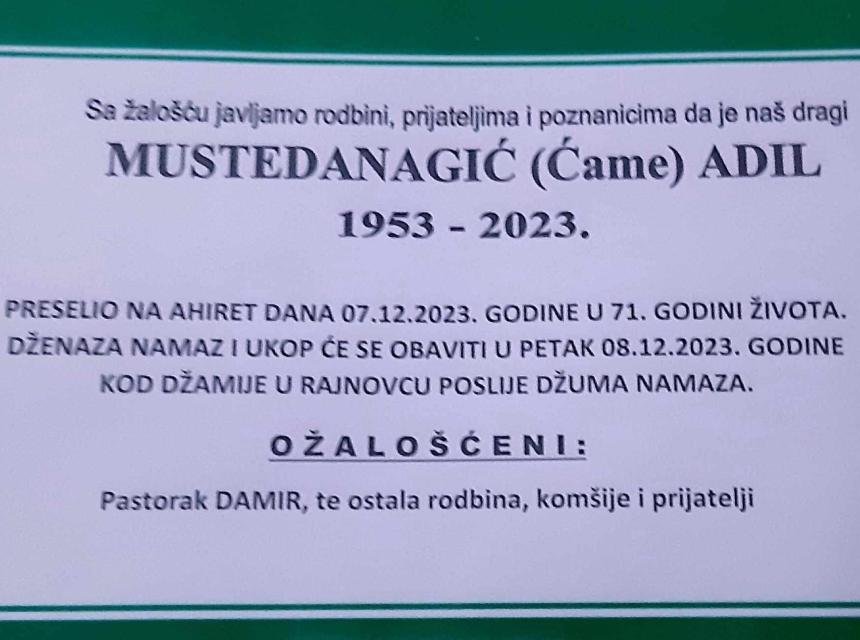 Sa žalošću javljamo rodbini, prijateljima i poznanicima da je naš dragi
MUSTEDANAGIĆ (Ćame) ADIL
1953 - 2023.
PRESELIO NA AHIRET DANA 07.12.2023. GODINE U 71. GODINI ŽIVOTA.
DŽENAZA NAMAZ I UKOP ĆE SE OBAVITI U PETAK 08.12.2023. GODINE
KOD DŽAMIJE U RAJNOVCU POSLIJE DŽUMA NAMAZA.
OŽALOŠĆENI:
Pastorak DAMIR, te ostala rodbina, komšije i prijatelji